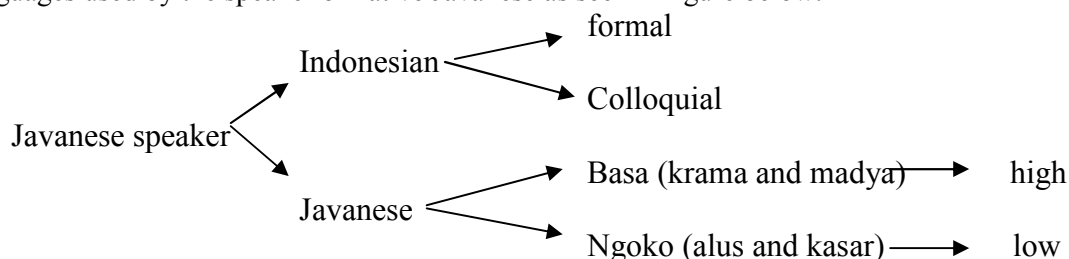 guages used by the speaker native Javanese as seen in figure below.
formal
Indonesian
Colloquial
Javanese speaker
Basa (krama and madya) high
Javanese
Ngoko (alus and kasar) low